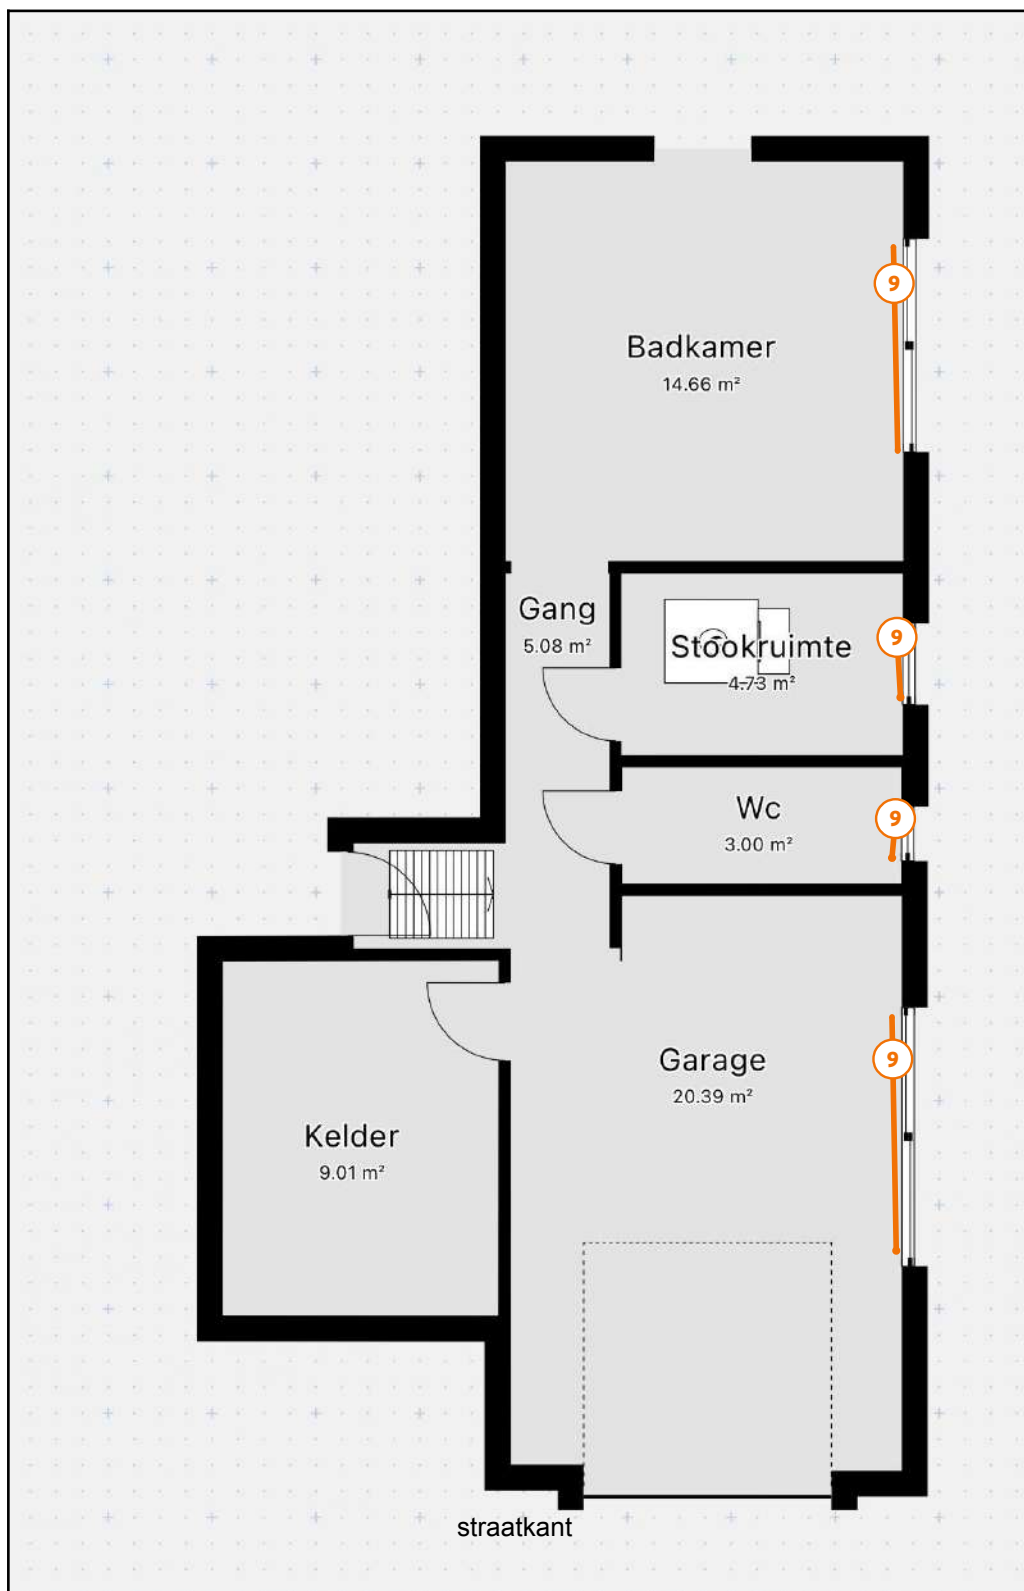 9
Badkamer
14.66 m²
Gang
5.08 m²
9
Stookruimte
4.73 m²
Wc
3.00 m²
9
Garage
20.39 m²
9
Kelder
9.01 m²
straatkant